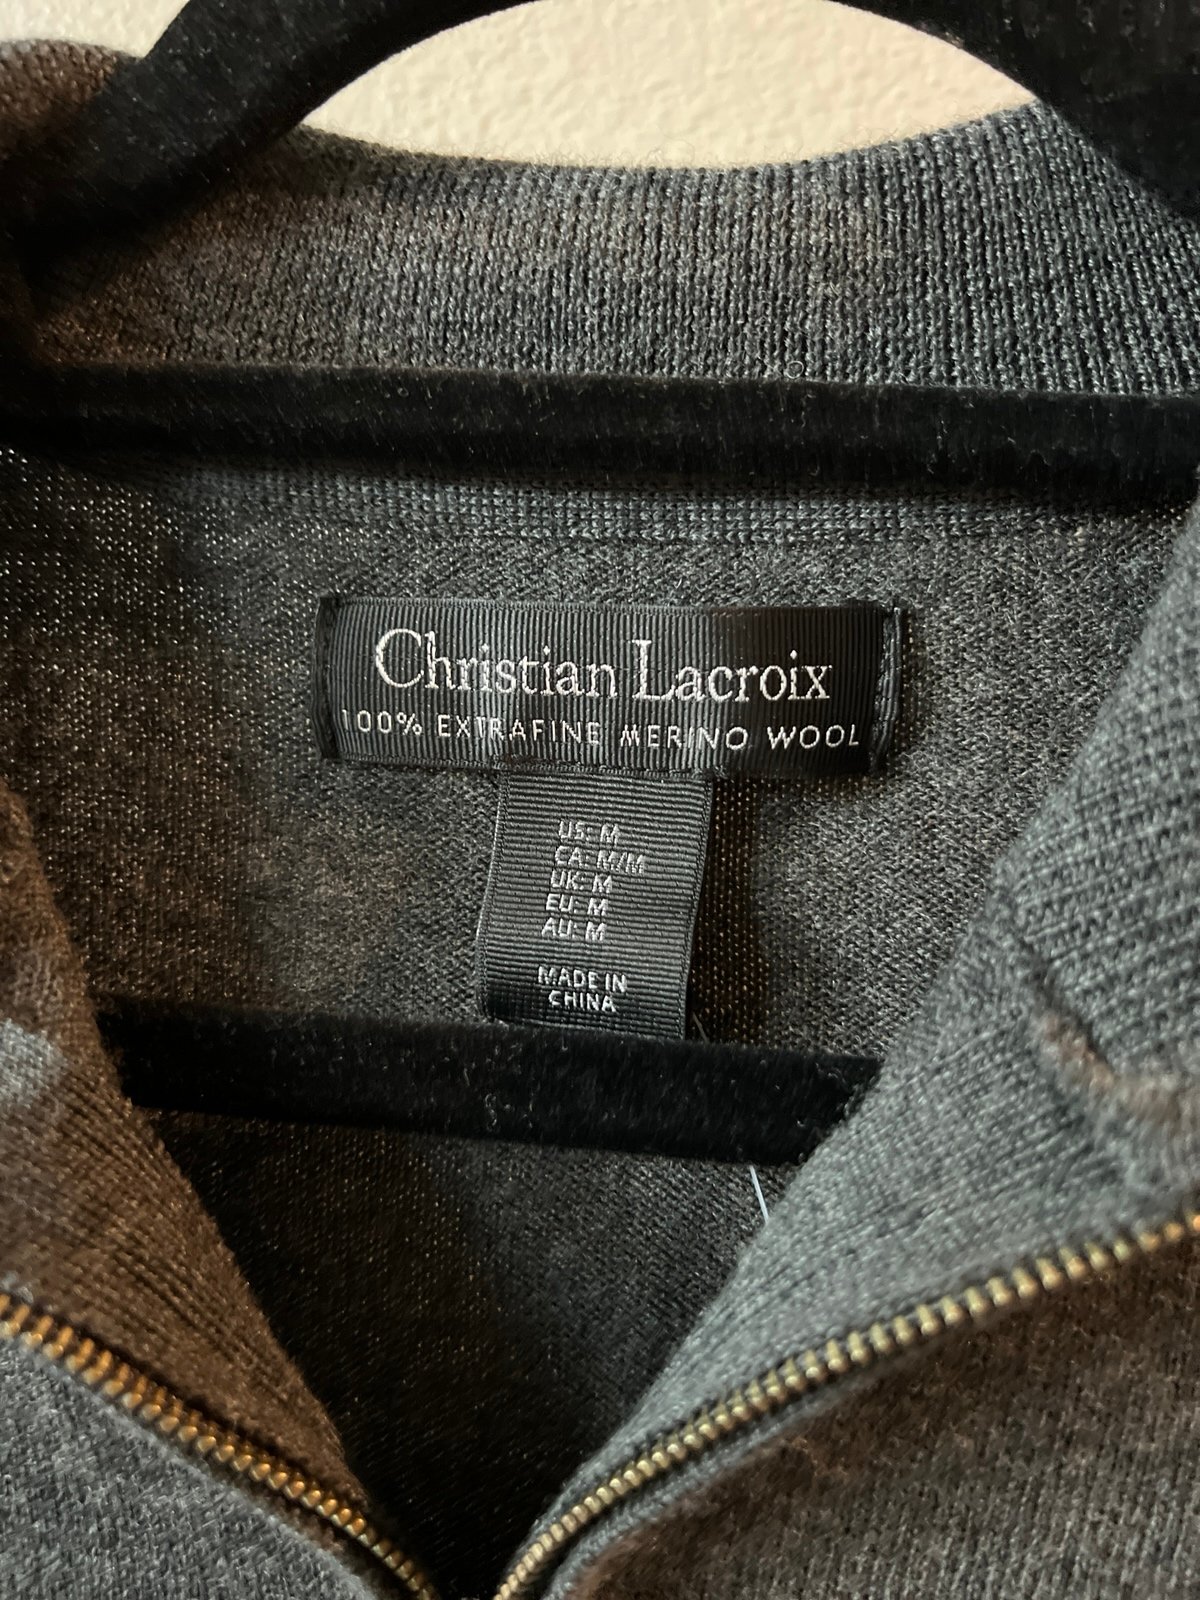 Christian Lacroix
100% EXTRAFINE MERINO WOOL
US: M
CA: M/M
UK: M
EU: M
AU: M
MADE IN
CHINA